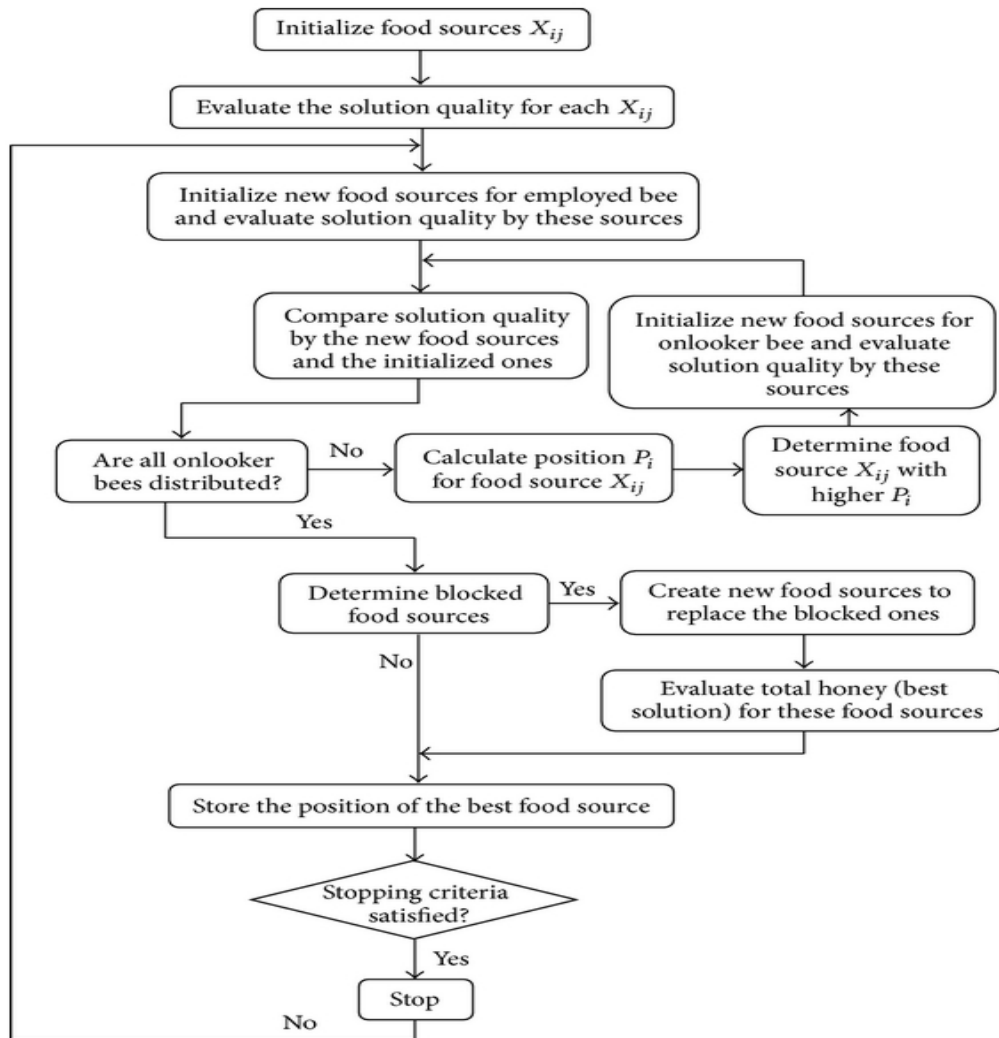 Initialize food sources X_ij
Evaluate the solution quality for each X_ij
Initialize new food sources for employed bee
and evaluate solution quality by these sources
Compare solution quality
by the new food sources
and the initialized ones
Initialize new food sources for
onlooker bee and evaluate
solution quality by these
sources
Are all onlooker
bees distributed?
No
Calculate position P_i
for food source X_ij
Determine food
source X_ij with
higher P_i
Yes
Determine blocked
food sources
Yes
Create new food sources to
replace the blocked ones
No
Evaluate total honey (best
solution) for these food sources
Store the position of the best food source
Stopping criteria
satisfied?
Yes
Stop
No